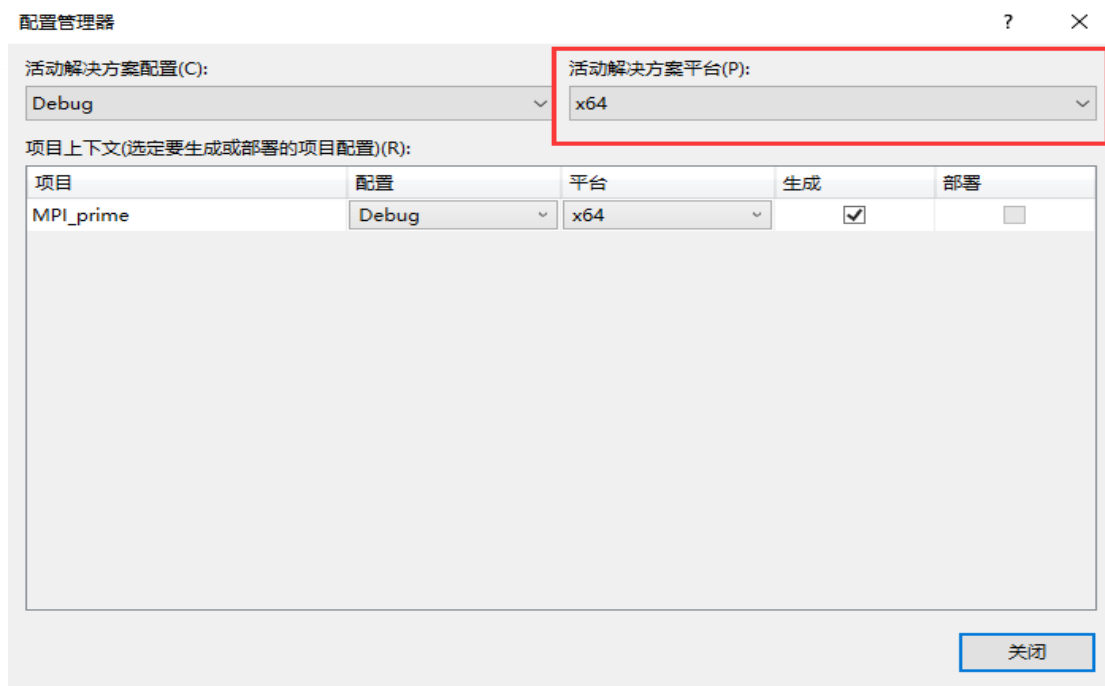 配置管理器 ?
活动解决方案配置(C): 活动解决方案平台(P):
Debug x64
项目上下文(选定要生成或部署的项目配置)(R):
项目 配置 平台 生成 部署
MPI_prime Debug x64
关闭